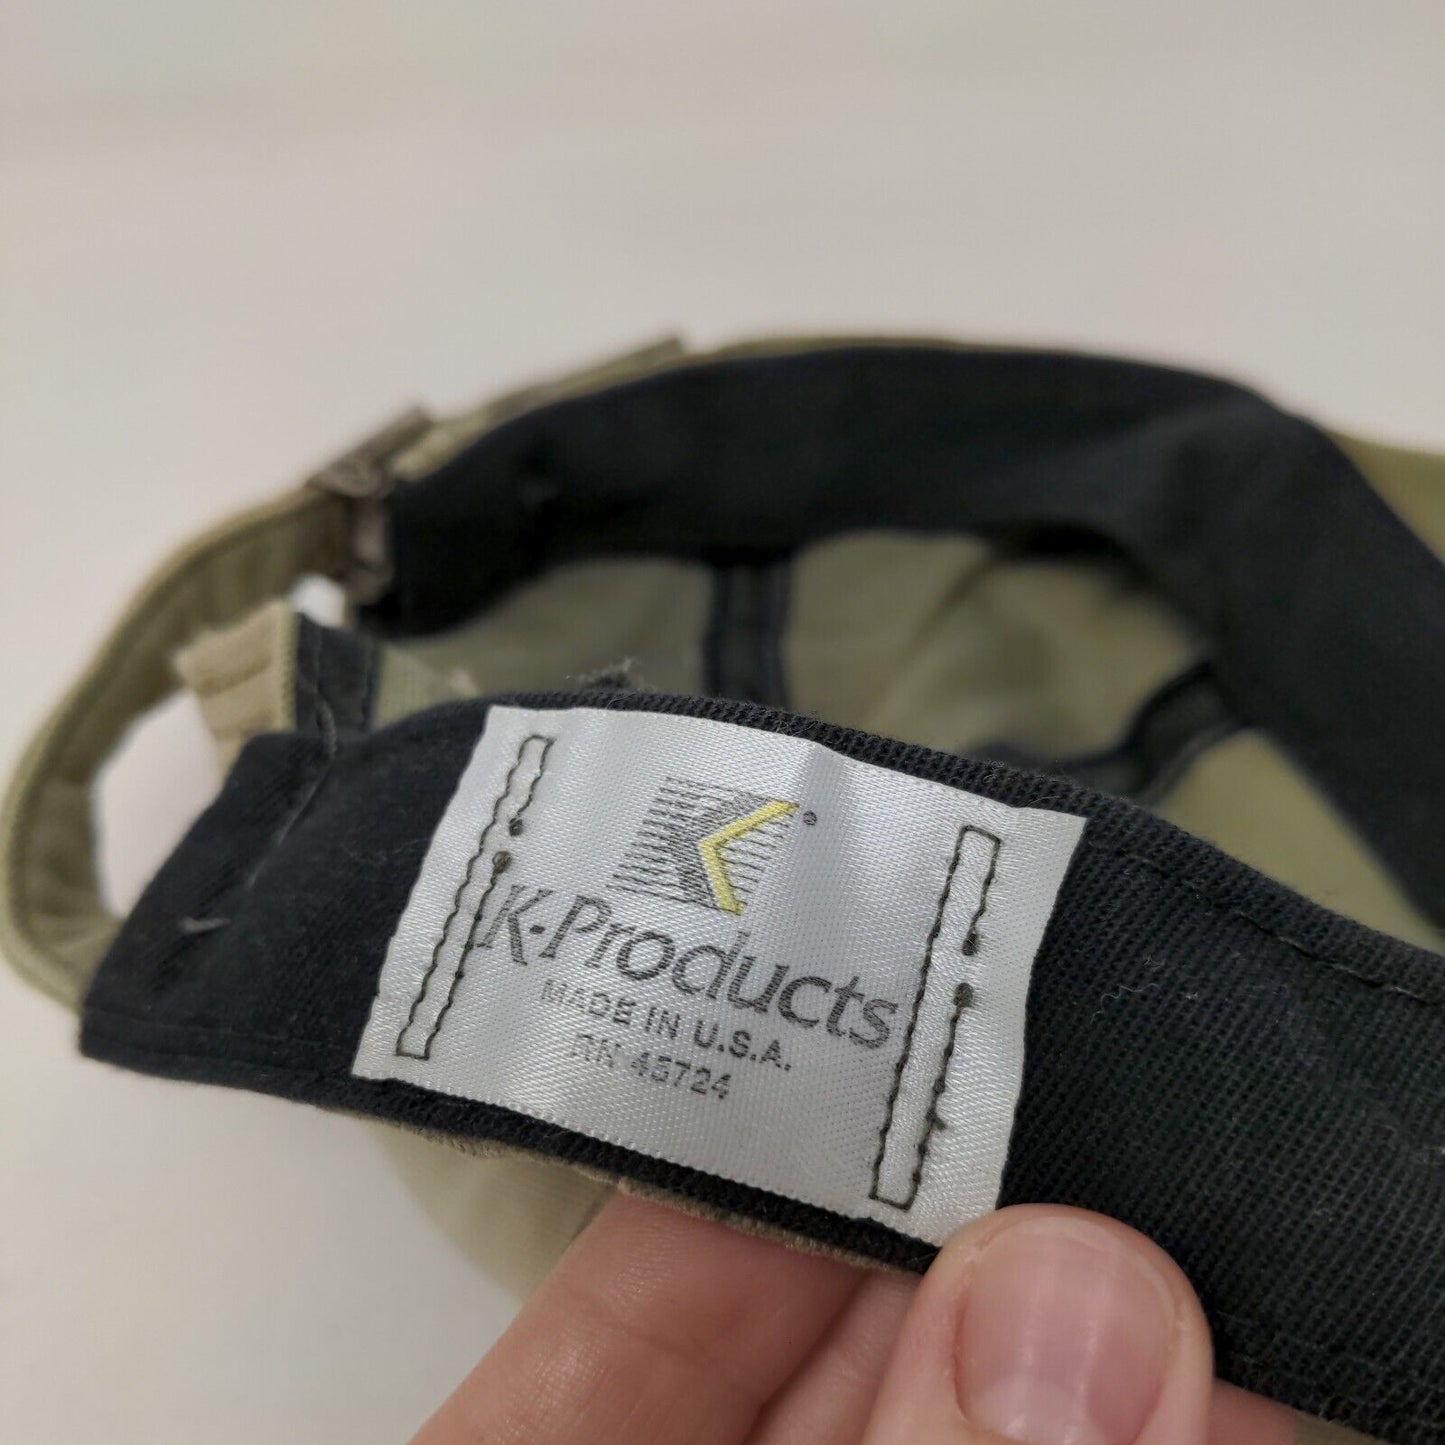 K
K-Products
MADE IN U.S.A.
RN 45724